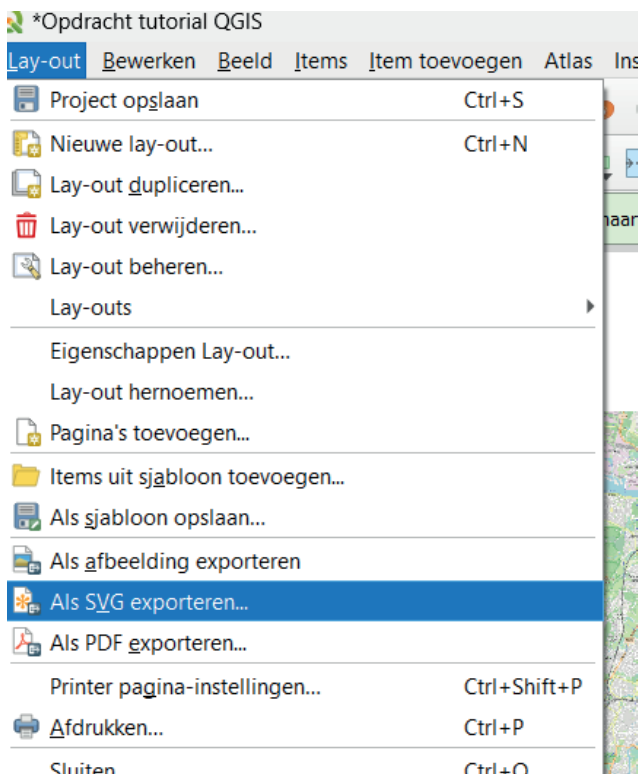 *Opdracht tutorial QGIS
Lay-out Bewerken Beeld Items Item toevoegen Atlas Ins
Project opslaan Ctrl+S
Nieuwe lay-out... Ctrl+N
Lay-out dupliceren...
Lay-out verwijderen...
Lay-out beheren...
Lay-outs
Eigenschappen Lay-out...
Lay-out hernoemen...
Pagina's toevoegen...
Items uit sjabloon toevoegen...
Als sjabloon opslaan...
Als afbeelding exporteren
Als SVG exporteren...
Als PDF exporteren...
Printer pagina-instellingen... Ctrl+Shift+P
Afdrukken... Ctrl+P
Sluiten Ctrl+Q